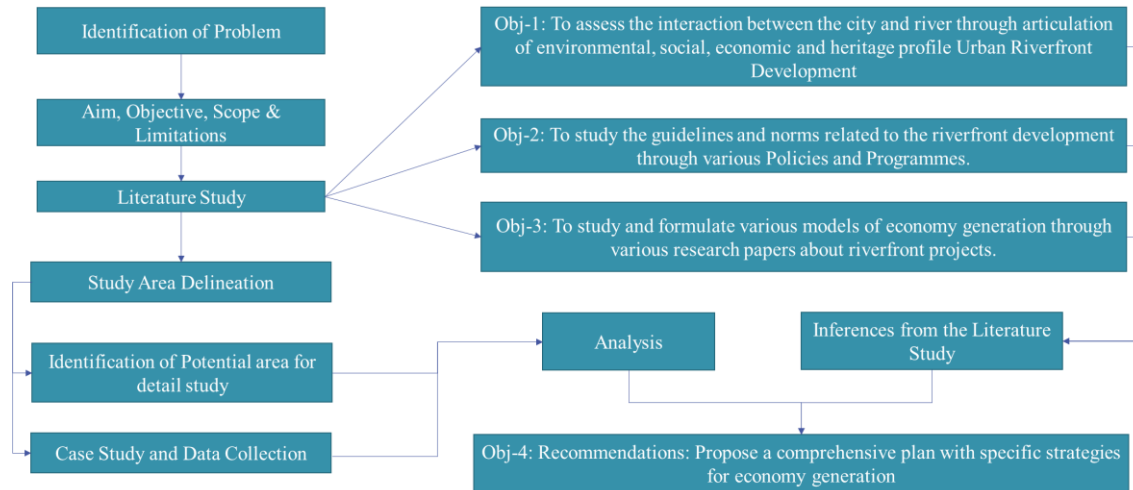 Identification of Problem
Aim, Objective, Scope &
Limitations
Literature Study
Study Area Delineation
Identification of Potential area for
detail study
Case Study and Data Collection
Obj-1: To assess the interaction between the city and river through articulation
of environmental, social, economic and heritage profile Urban Riverfront
Development
Obj-2: To study the guidelines and norms related to the riverfront development
through various Policies and Programmes.
Obj-3: To study and formulate various models of economy generation through
various research papers about riverfront projects.
Analysis
Inferences from the Literature
Study
Obj-4: Recommendations: Propose a comprehensive plan with specific strategies
for economy generation